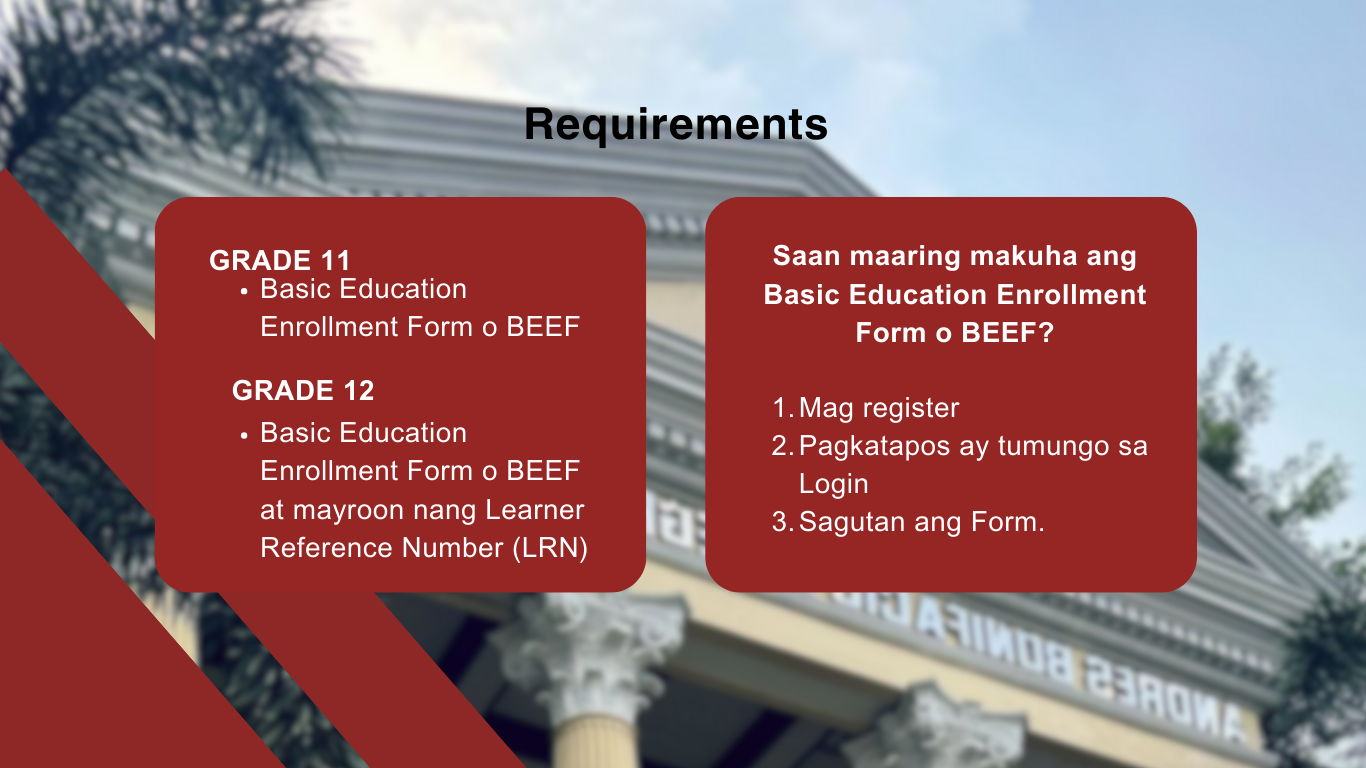 Requirements
GRADE 11
• Basic Education
Enrollment Form o BEEF
GRADE 12
• Basic Education
Enrollment Form o BEEF
at mayroon nang Learner
Reference Number (LRN)
Saan maaring makuha ang
Basic Education Enrollment
Form o BEEF?
1. Mag register
2. Pagkatapos ay tumungo sa
Login
3. Sagutan ang Form.
ANDRES BONIFACIO